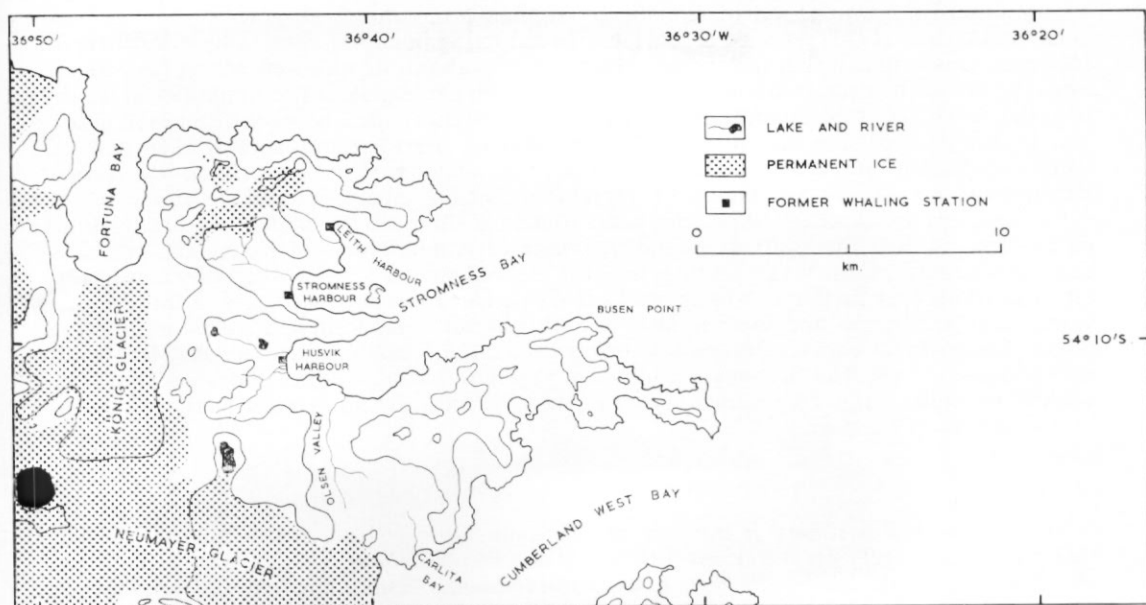 36°50'
36°40'
36°30'W
36°20'
LAKE AND RIVER
PERMANENT ICE
FORMER WHALING STATION
0 10
km.
FORTUNA BAY
LEITH HARBOUR
STROMNESS BAY
STROMNESS
HARBOUR
BUSEN POINT
54°10'S
HUSVIK
HARBOUR
KÖNIG GLACIER
OLSEN VALLEY
CUMBERLAND WEST BAY
NEUMAYER GLACIER
CARLITA
BAY